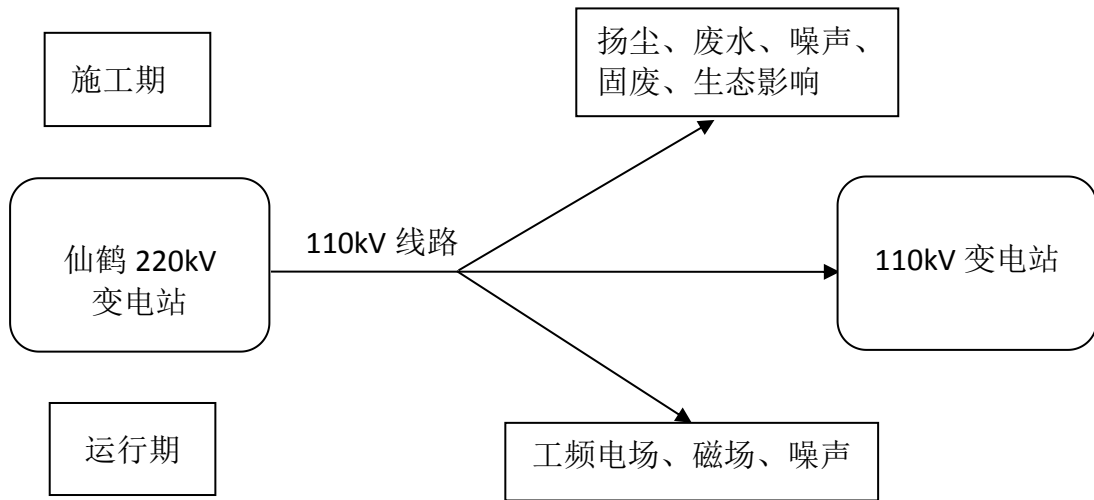 扬尘、废水、噪声、
固废、生态影响
施工期
仙鹤 220kV
变电站
110kV 线路
110kV 变电站
运行期
工频电场、磁场、噪声